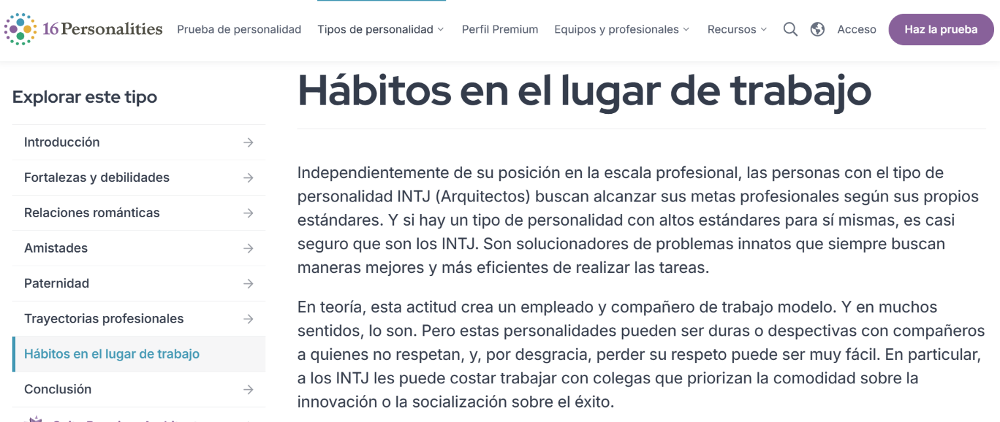 16Personalities
Prueba de personalidad
Tipos de personalidad
Perfil Premium
Equipos y profesionales
Recursos
Acceso
Haz la prueba
Explorar este tipo
Introducción
Fortalezas y debilidades
Relaciones románticas
Amistades
Paternidad
Trayectorias profesionales
Hábitos en el lugar de trabajo
Conclusión
Hábitos en el lugar de trabajo
Independientemente de su posición en la escala profesional, las personas con el tipo de
personalidad INTJ (Arquitectos) buscan alcanzar sus metas profesionales según sus propios
estándares. Y si hay un tipo de personalidad con altos estándares para sí mismas, es casi
seguro que son los INTJ. Son solucionadores de problemas innatos que siempre buscan
maneras mejores y más eficientes de realizar las tareas.
En teoría, esta actitud crea un empleado y compañero de trabajo modelo. Y en muchos
sentidos, lo son. Pero estas personalidades pueden ser duras o despectivas con compañeros
a quienes no respetan, y, por desgracia, perder su respeto puede ser muy fácil. En particular,
a los INTJ les puede costar trabajar con colegas que priorizan la comodidad sobre la
innovación o la socialización sobre el éxito.